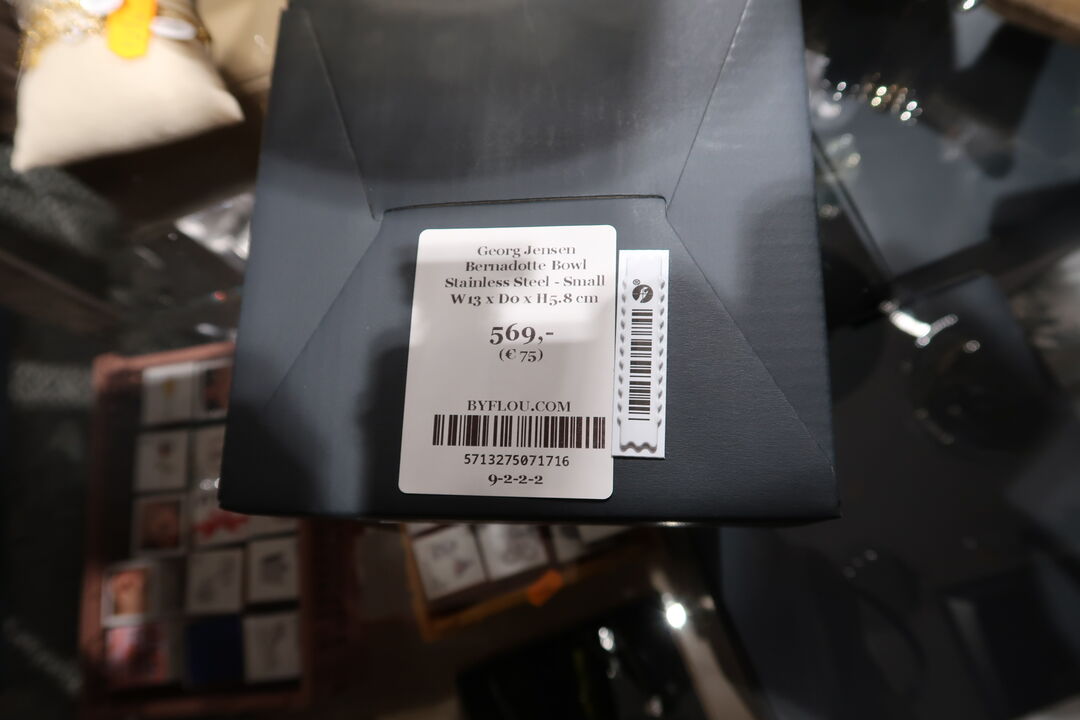 Georg Jensen
Bernadotte Bowl
Stainless Steel - Small
W13 x D0 x H5.8 cm
569,-
(€ 75)
BYFLOU.COM
5713275071716
9-2-2-2